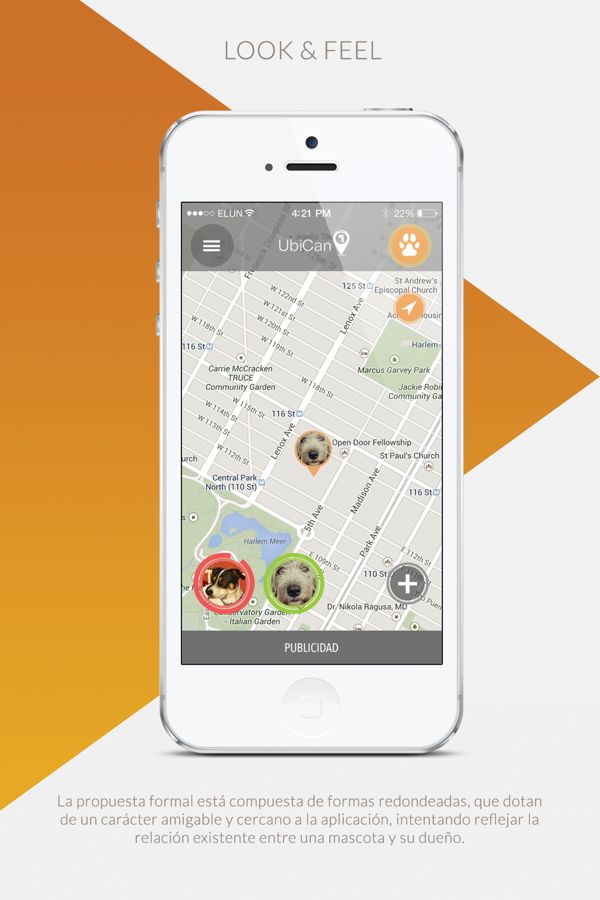 LOOK & FEEL
ELUN
4:21 PM
22%
UbiCan
St Andrew's
Episcopal Church
125 St
W 122nd St
W 121st St
W 120th St
W 119th St
W 118th St
Lenox Ave
Harlem-
116 St
Carrie McCracken
TRUCE
Community Garden
Marcus Garvey Park
W 118th St
Jackie Robi
Community Ga
W 115th St
W 114th St
W 113th St
116 St
W 111th St
Lenox Ave
Open Door Fellowship
St Paul's Church
urch
Central Park
North (110 St)
Madison Ave
116 St
5th Ave
Park Ave
Harlem Meer
E 109th St
110
Conservatory Garden
- Italian Garden
Dr. Nikola Ragusa, MD
PUBLICIDAD
La propuesta formal está compuesta de formas redondeadas, que dotan
de un carácter amigable y cercano a la aplicación, intentando reflejar la
relación existente entre una mascota y su dueño.